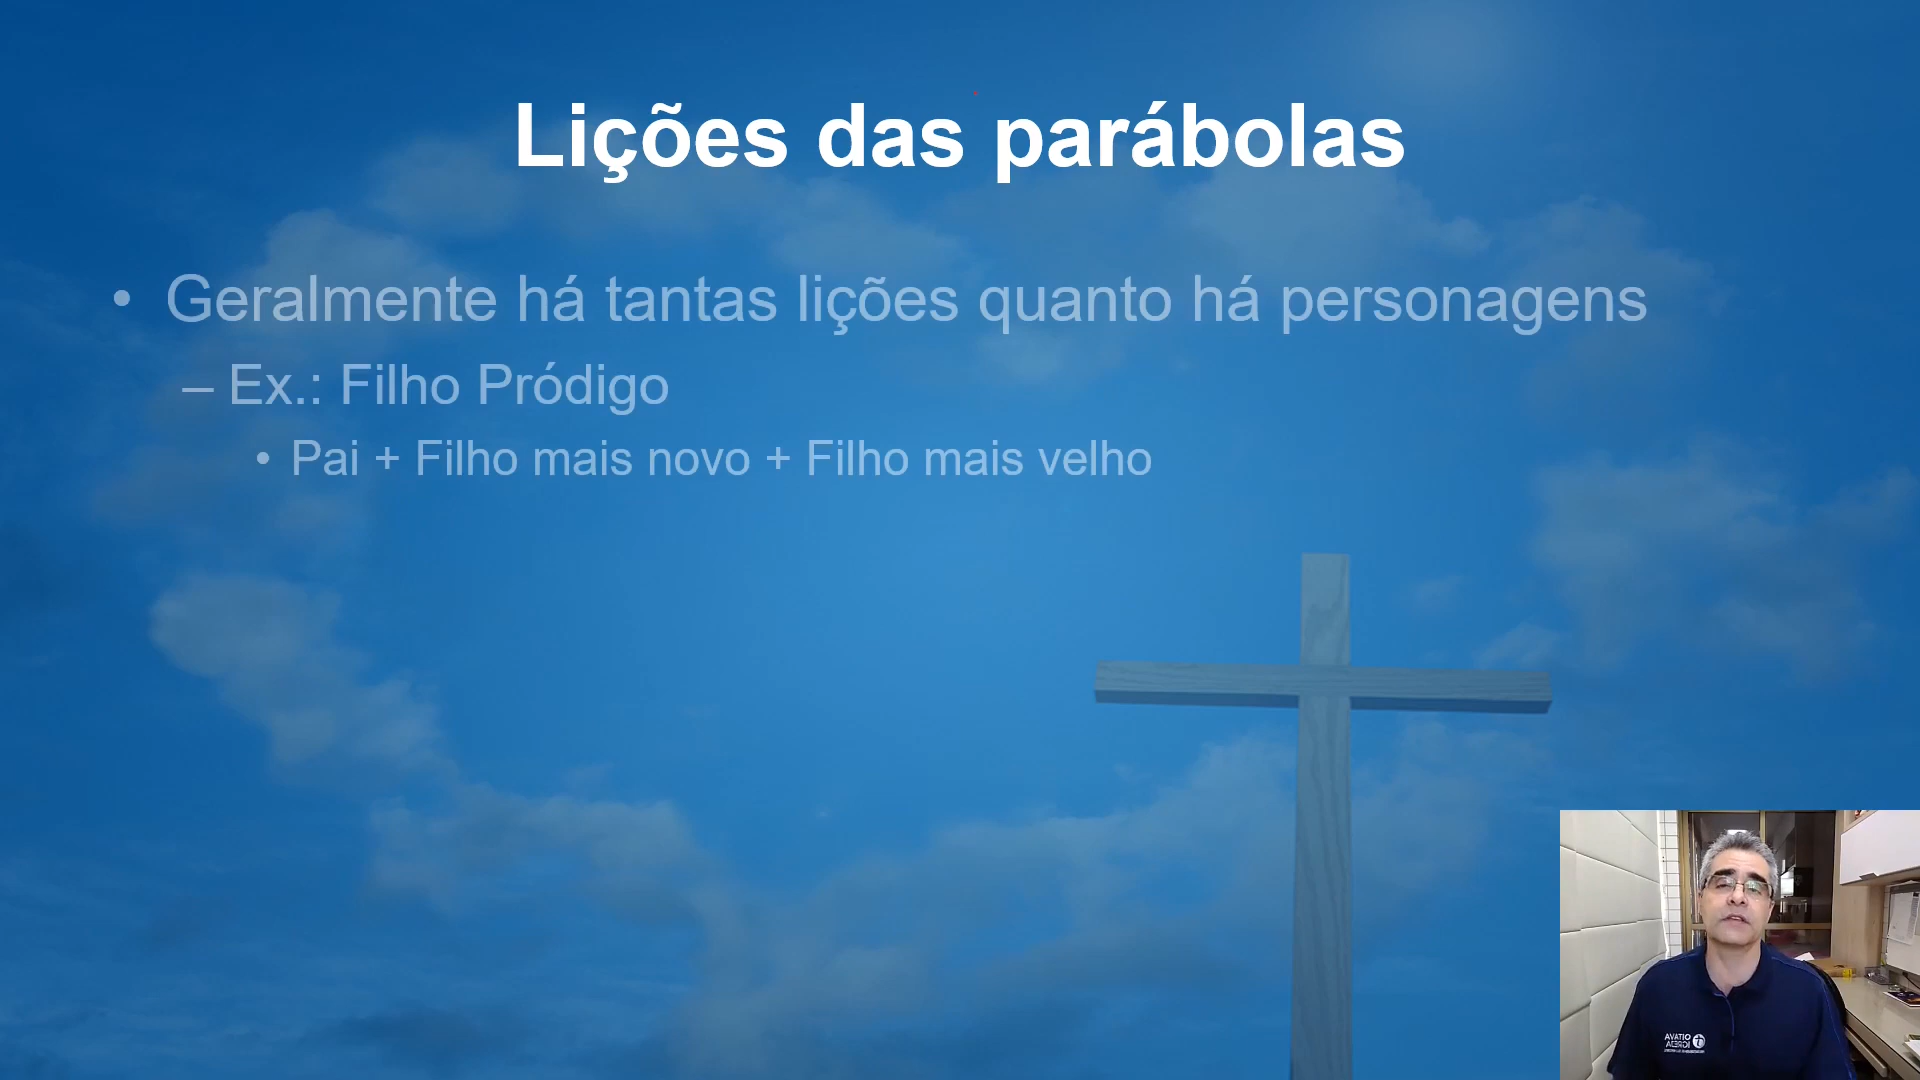 Lições das parábolas
• Geralmente há tantas lições quanto há personagens
– Ex.: Filho Pródigo
• Pai + Filho mais novo + Filho mais velho